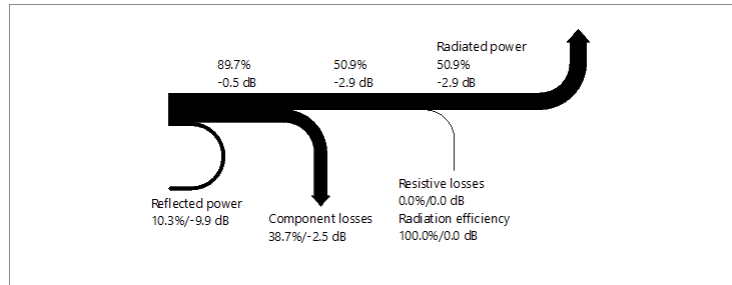 Radiated power
89.7%
50.9%
50.9%
-0.5 dB
-2.9 dB
-2.9 dB
Reflected power
10.3%/-9.9 dB
Component losses
38.7%/-2.5 dB
Resistive losses
0.0%/0.0 dB
Radiation efficiency
100.0%/0.0 dB